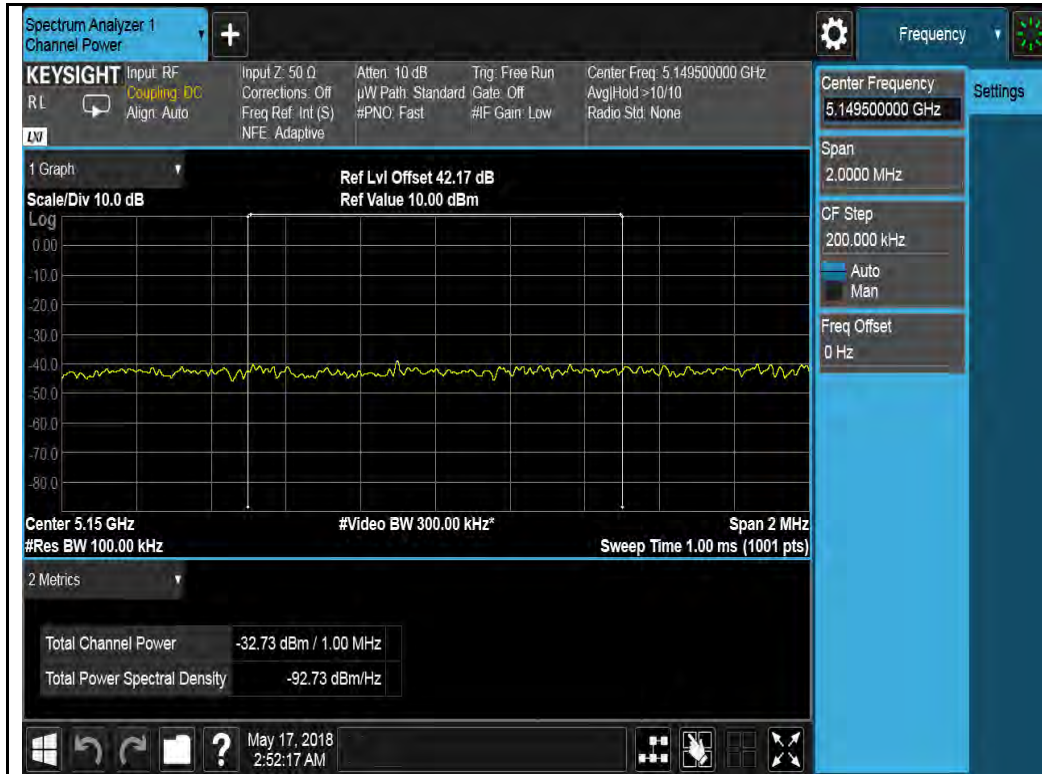 Spectrum Analyzer 1
Channel Power
+
Frequency
KEYSIGHT
RL
LXI
Input: RF
Coupling: DC
Align: Auto
Input Z: 50 Ω
Corrections: Off
Freq Ref: Int (S)
NFE: Adaptive
Atten: 10 dB
µW Path: Standard
#PNO: Fast
Trig: Free Run
Gate: Off
#IF Gain: Low
Center Freq: 5.149500000 GHz
Avg|Hold >10/10
Radio Std: None
Center Frequency
5.149500000 GHz
Settings
Span
2.0000 MHz
CF Step
200.000 kHz
Auto
Man
Freq Offset
0 Hz
1 Graph
Ref Lvl Offset 42.17 dB
Scale/Div 10.0 dB
Ref Value 10.00 dBm
Log
0.00
-10.0
-20.0
-30.0
-40.0
-50.0
-60.0
-70.0
-80.0
Center 5.15 GHz
#Video BW 300.00 kHz*
Span 2 MHz
#Res BW 100.00 kHz
Sweep Time 1.00 ms (1001 pts)
2 Metrics
Total Channel Power
-32.73 dBm / 1.00 MHz
Total Power Spectral Density
-92.73 dBm/Hz
?
May 17, 2018
2:52:17 AM